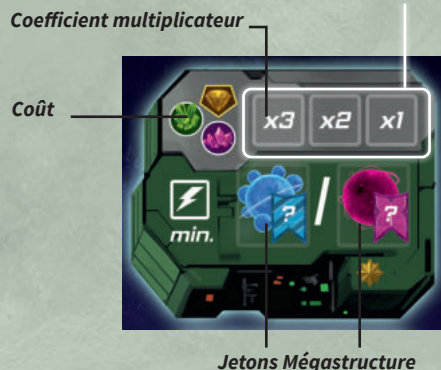 Coefficient multiplicateur
Coût
x3 x2 x1
? / ?
min.
Jetons Mégastructure